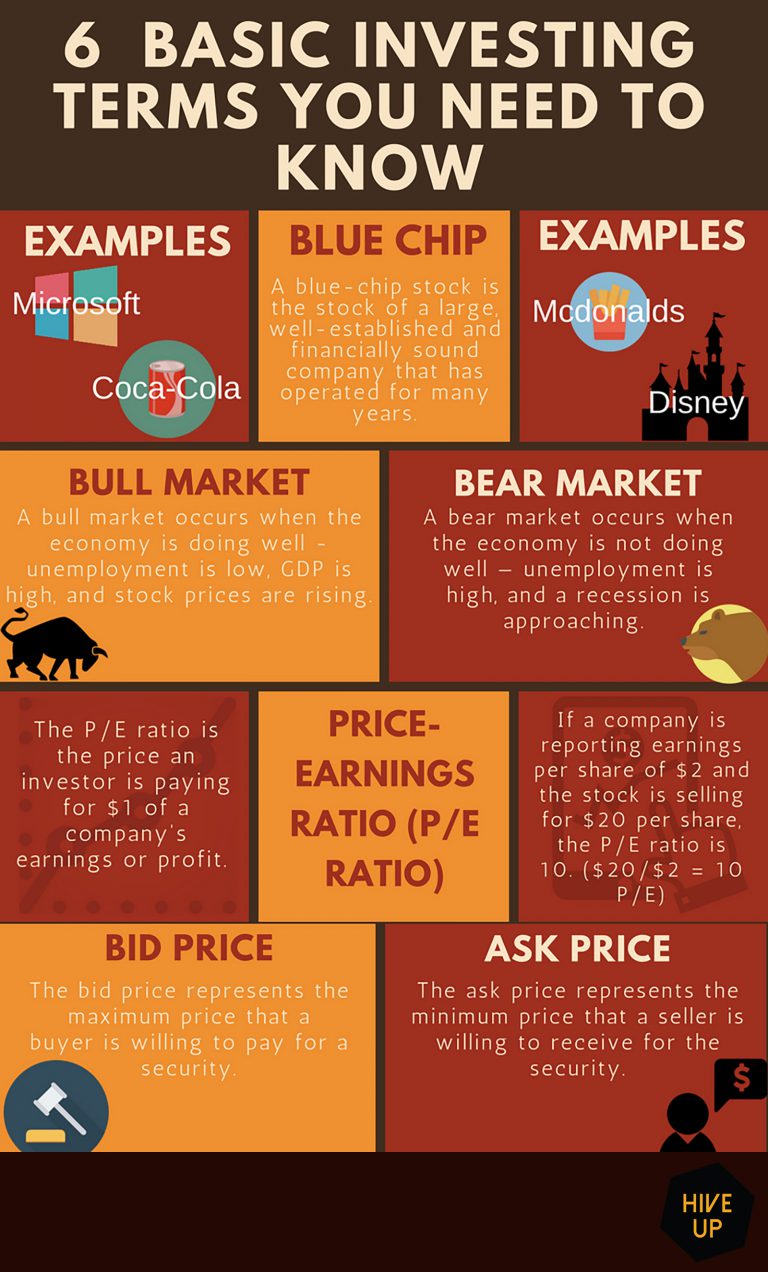 6 BASIC INVESTING
TERMS YOU NEED TO
KNOW
EXAMPLES
Microsoft
Coca-Cola
BLUE CHIP
A blue-chip stock is
the stock of a large,
well-established and
financially sound
company that has
operated for many
years.
EXAMPLES
Mcdonalds
Disney
BULL MARKET
A bull market occurs when the
economy is doing well -
unemployment is low, GDP is
high, and stock prices are rising.
BEAR MARKET
A bear market occurs when
the economy is not doing
well – unemployment is
high, and a recession is
approaching.
The P/E ratio is
the price an
investor is paying
for $1 of a
company's
earnings or profit.
PRICE-
EARNINGS
RATIO (P/E
RATIO)
If a company is
reporting earnings
per share of $2 and
the stock is selling
for $20 per share,
the P/E ratio is
10. ($20/$2 = 10
P/E)
BID PRICE
The bid price represents the
maximum price that a
buyer is willing to pay for a
security.
ASK PRICE
The ask price represents the
minimum price that a seller is
willing to receive for the
security.
$
HIVE
UP